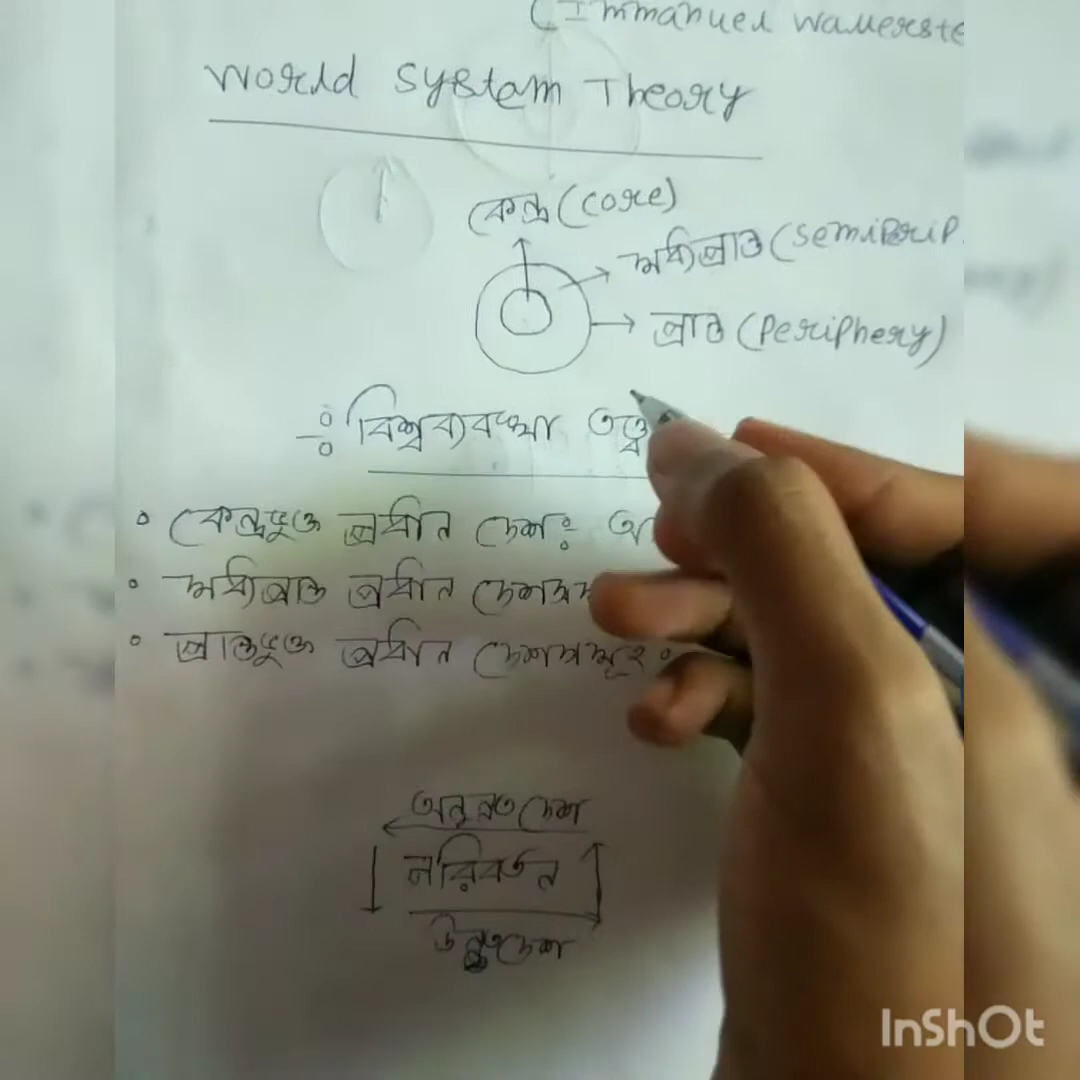 (Immanuel Wallerste
World System Theory
কেন্দ্র (core)
অর্ধপ্রান্ত (semiperip
প্রান্ত (Periphery)
ঃ বিশ্বব্যবস্থা তত্ত্ব
• কেন্দ্রভুক্ত প্রধান দেশঃ
• অর্ধপ্রান্ত প্রধান
• প্রান্তভুক্ত প্রধান দেশসমূহঃ
অনুন্নত দেশ
পরিবর্তন
উন্নত দেশ
InShOt